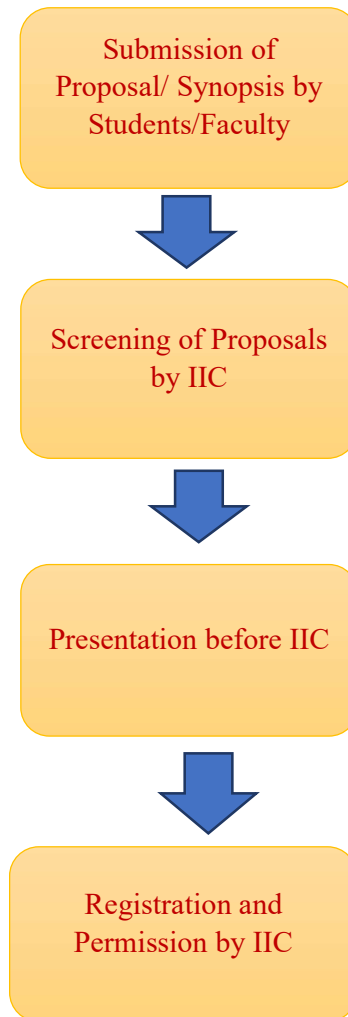 Submission of
Proposal/ Synopsis by
Students/Faculty
Screening of Proposals
by IIC
Presentation before IIC
Registration and
Permission by IIC